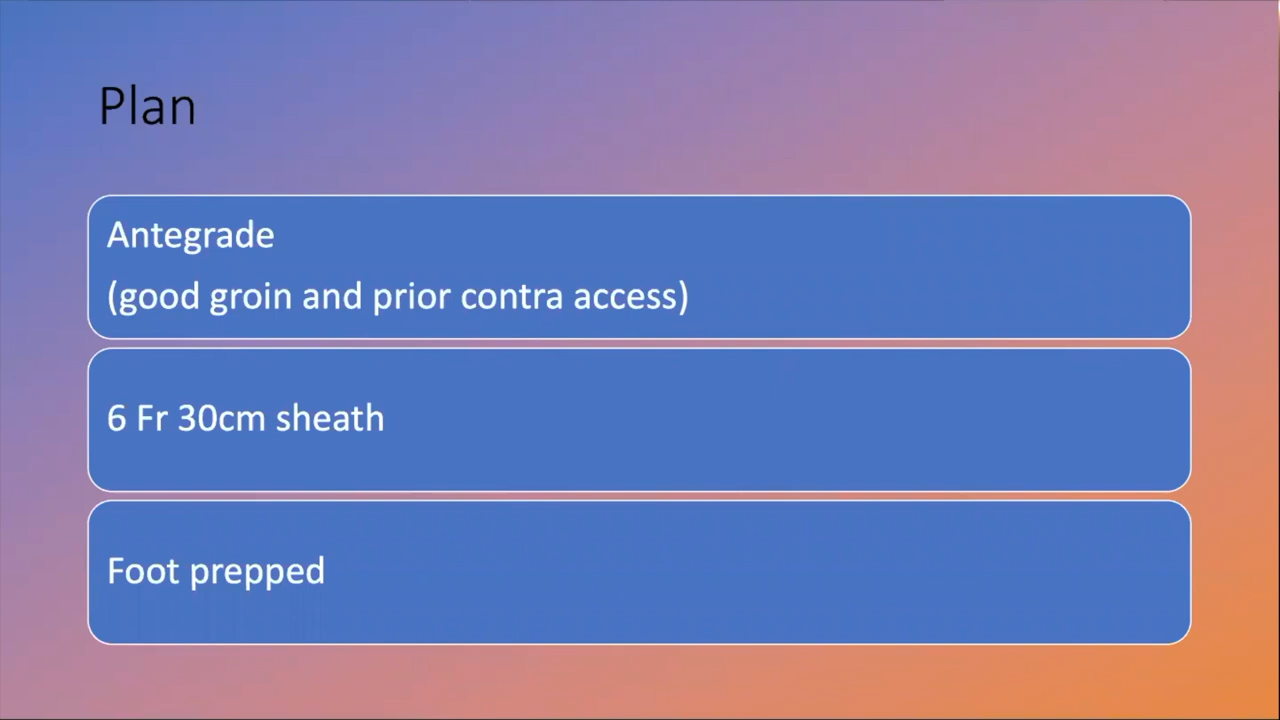 Plan
Antegrade
(good groin and prior contra access)
6 Fr 30cm sheath
Foot prepped